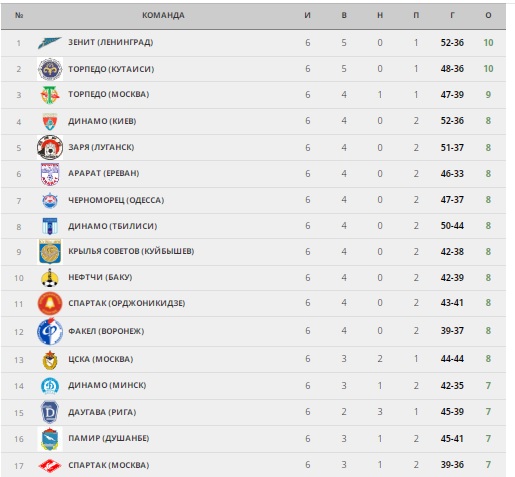 № КОМАНДА И В Н П Г О
1 ЗЕНИТ (ЛЕНИНГРАД) 6 5 0 1 52-36 10
2 ТОРПЕДО (КУТАИСИ) 6 5 0 1 48-36 10
3 ТОРПЕДО (МОСКВА) 6 4 1 1 47-39 9
4 ДИНАМО (КИЕВ) 6 4 0 2 52-36 8
5 ЗАРЯ (ЛУГАНСК) 6 4 0 2 51-37 8
6 АРАРАТ (ЕРЕВАН) 6 4 0 2 46-33 8
7 ЧЕРНОМОРЕЦ (ОДЕССА) 6 4 0 2 47-37 8
8 ДИНАМО (ТБИЛИСИ) 6 4 0 2 50-44 8
9 КРЫЛЬЯ СОВЕТОВ (КУЙБЫШЕВ) 6 4 0 2 42-38 8
10 НЕФТЧИ (БАКУ) 6 4 0 2 42-39 8
11 СПАРТАК (ОРДЖОНИКИДЗЕ) 6 4 0 2 43-41 8
12 ФАКЕЛ (ВОРОНЕЖ) 6 4 0 2 39-37 8
13 ЦСКА (МОСКВА) 6 3 2 1 44-44 8
14 ДИНАМО (МИНСК) 6 3 1 2 42-35 7
15 ДАУГАВА (РИГА) 6 2 3 1 45-39 7
16 ПАМИР (ДУШАНБЕ) 6 3 1 2 45-41 7
17 СПАРТАК (МОСКВА) 6 3 1 2 39-36 7